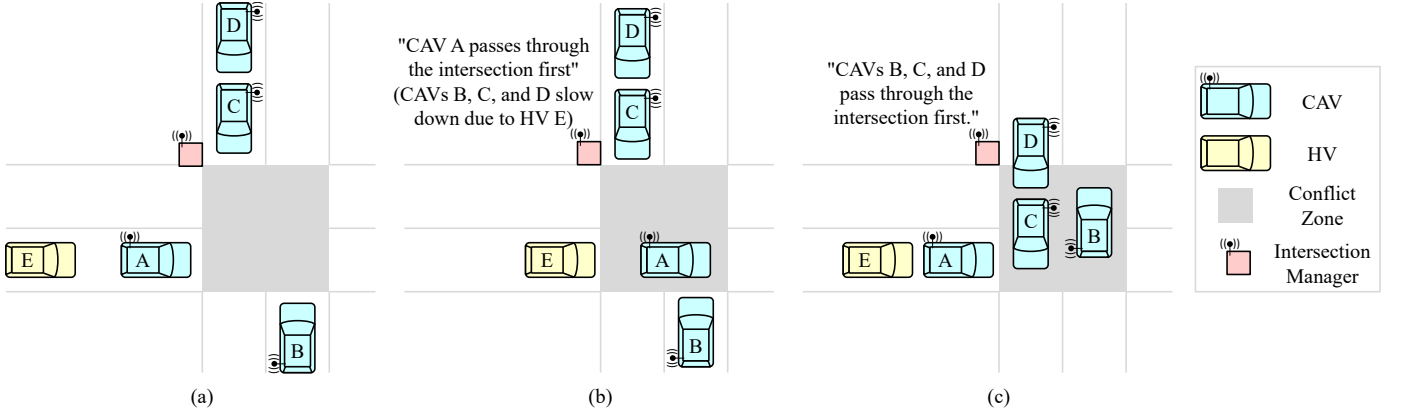 D
C
E
A
B
(a)
"CAV A passes through
the intersection first"
(CAVs B, C, and D slow
down due to HV E)
D
C
E
A
B
(b)
"CAVs B, C, and D
pass through the
intersection first."
D
C
B
E
A
(c)
CAV
HV
Conflict
Zone
Intersection
Manager